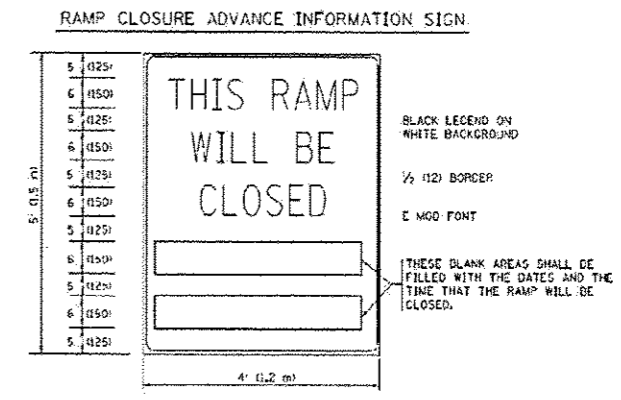 RAMP CLOSURE ADVANCE INFORMATION SIGN
5 (125)
6 (150)
5 (125)
6 (150)
5 (125)
6 (150)
5 (125)
6 (150)
5 (125)
6 (150)
5 (125)
5' (1.5 m)
THIS RAMP
WILL BE
CLOSED
BLACK LEGEND ON
WHITE BACKGROUND
1/2 (12) BORDER
E MOD FONT
THESE BLANK AREAS SHALL BE
FILLED WITH THE DATES AND THE
TIME THAT THE RAMP WILL BE
CLOSED.
4' (1.2 m)